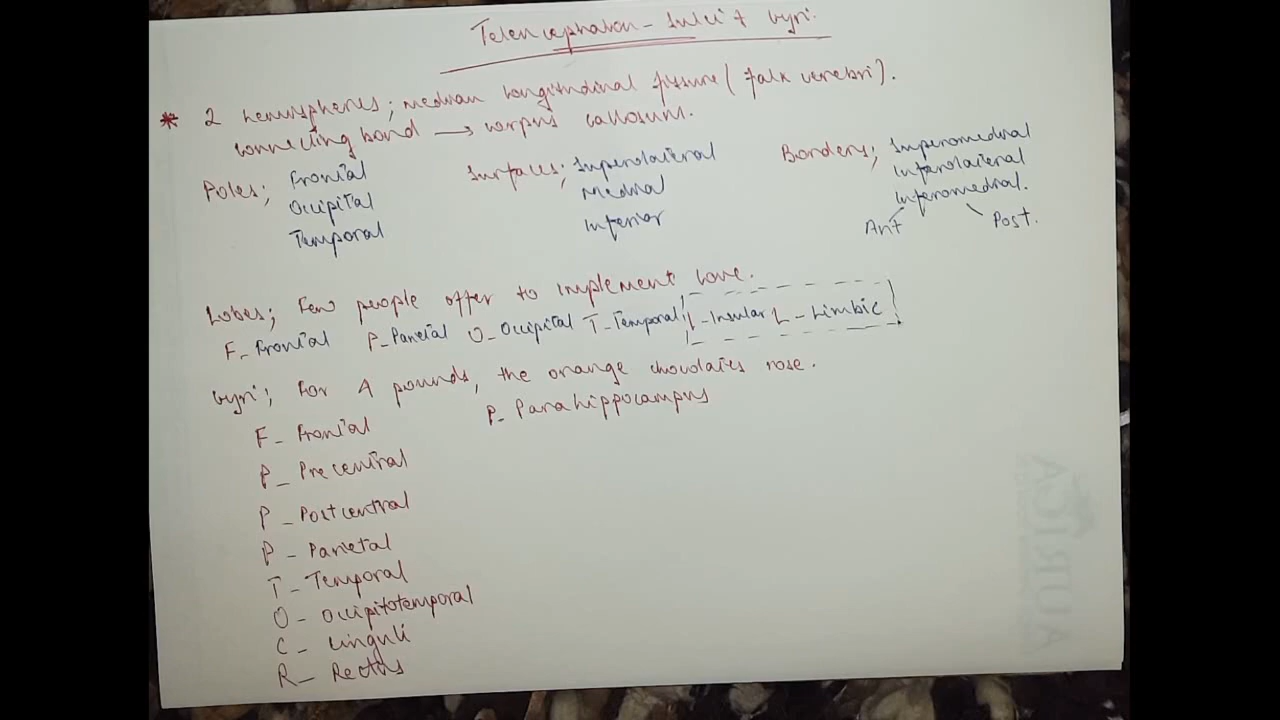 Telencephalon - Sulci & Gyri.
* 2 hemispheres; median longitudinal fissure (falx cerebri).
connecting band → corpus callosum.
Poles; Frontal
Occipital
Temporal
Surfaces; Superolateral
Medial
Inferior
Borders; Superomedial
Inferolateral
Inferomedial.
Ant Post.
Lobes; Few people offer to implement love.
F- Frontal P- Parietal O- Occipital T- Temporal I- Insular L- Limbic
Gyri; For 4 pounds, the orange chocolates rose.
F- Frontal P- Parahippocampus
P- Precentral
P- Postcentral
P- Parietal
T- Temporal
O- Occipitotemporal
C- Cinguli
R- Rectus
AURICA